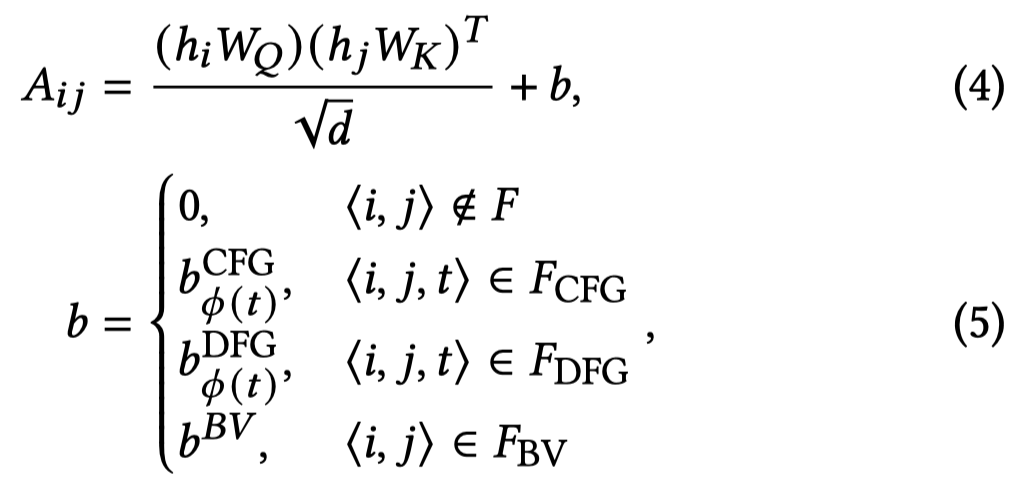 A_{ij} = \frac{(h_i W_Q)(h_j W_K)^T}{\sqrt{d}} + b, (4)
b = \begin{cases} 0, & \langle i, j \rangle \notin F \\ b^{\text{CFG}}_{\phi(t)}, & \langle i, j, t \rangle \in F_{\text{CFG}} \\ b^{\text{DFG}}_{\phi(t)}, & \langle i, j, t \rangle \in F_{\text{DFG}} \\ b^{BV}, & \langle i, j \rangle \in F_{\text{BV}} \end{cases}, (5)